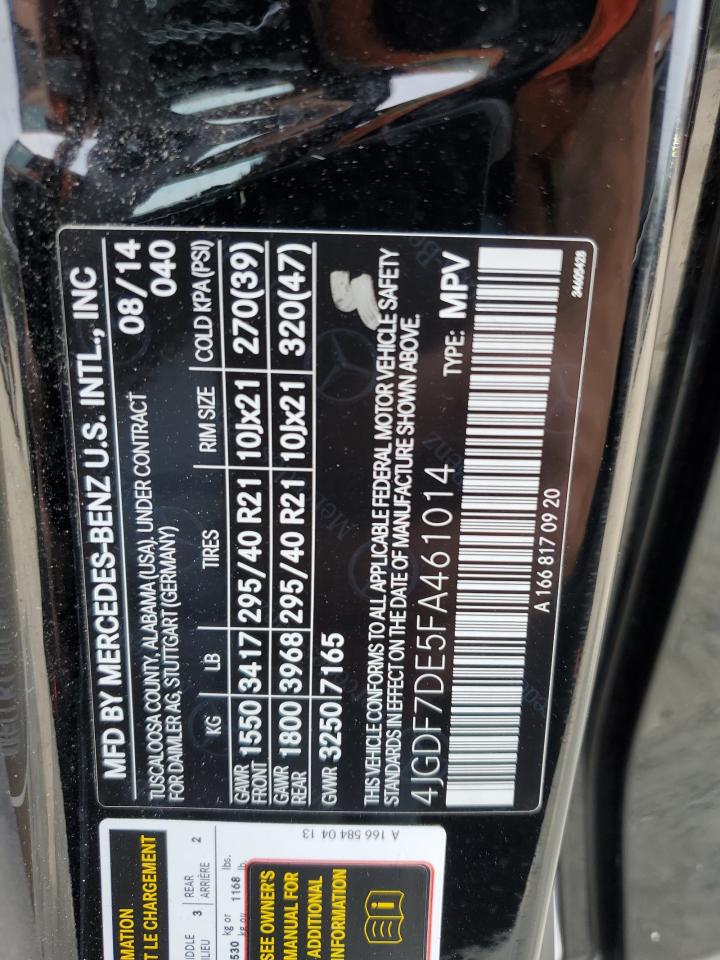 MFD BY MERCEDES-BENZ U.S. INTL., INC
TUSCALOOSA COUNTY, ALABAMA (USA). UNDER CONTRACT 08/14
FOR DAIMLER AG, STUTTGART (GERMANY) 040
KG LB TIRES RIM SIZE COLD KPA(PSI)
GAWR FRONT 1550 3417 295/40 R21 10Jx21 270(39)
GAWR REAR 1800 3968 295/40 R21 10Jx21 320(47)
GVWR 3250 7165
THIS VEHICLE CONFORMS TO ALL APPLICABLE FEDERAL MOTOR VEHICLE SAFETY
STANDARDS IN EFFECT ON THE DATE OF MANUFACTURE SHOWN ABOVE.
4JGDF7DE5FA461014 TYPE: MPV
A 166 817 09 20
34605428
MATION
T LE CHARGEMENT
IDDLE 3 REAR 2
ILIEU ARRIÈRE
530 kg or 1168 lbs.
kg ou lb.
A 166 584 04 13
SEE OWNER'S
MANUAL FOR
ADDITIONAL
INFORMATION